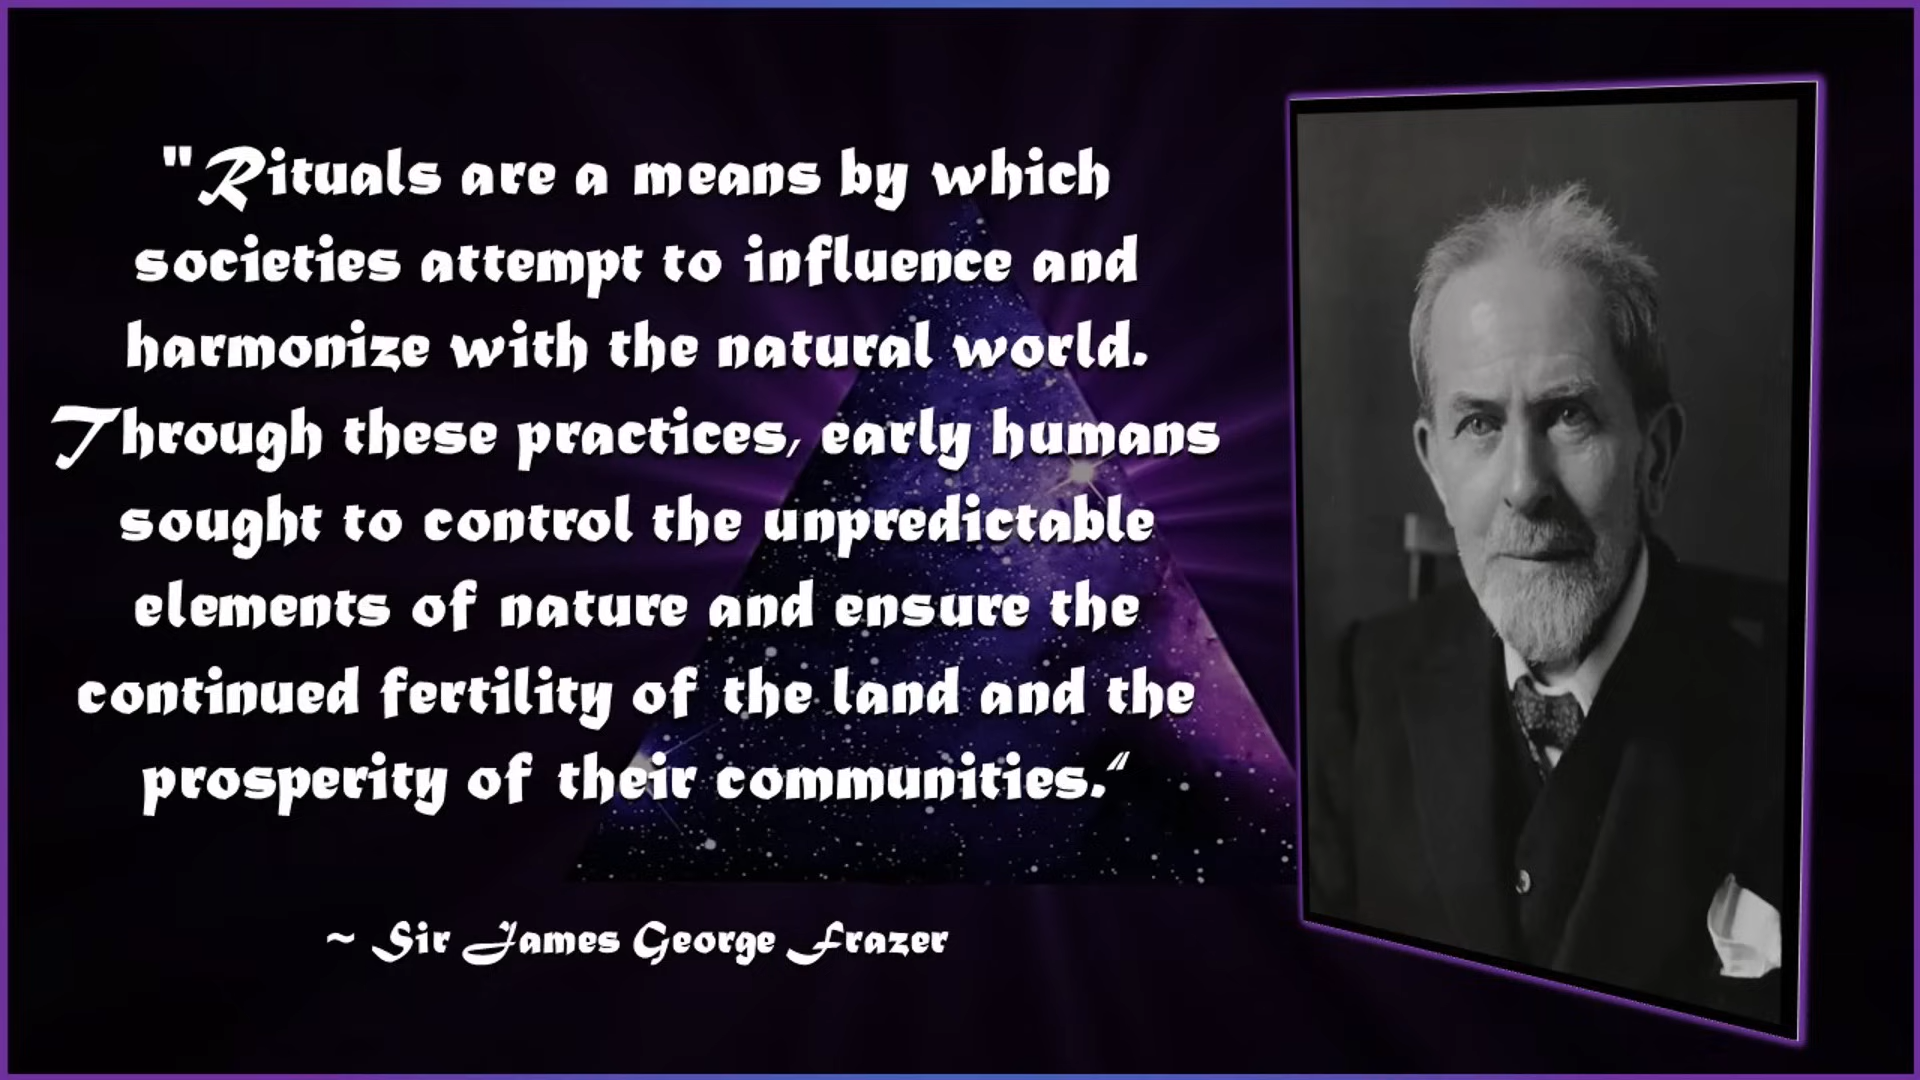 "Rituals are a means by which
societies attempt to influence and
harmonize with the natural world.
Through these practices, early humans
sought to control the unpredictable
elements of nature and ensure the
continued fertility of the land and the
prosperity of their communities.“
~ Sir James George Frazer